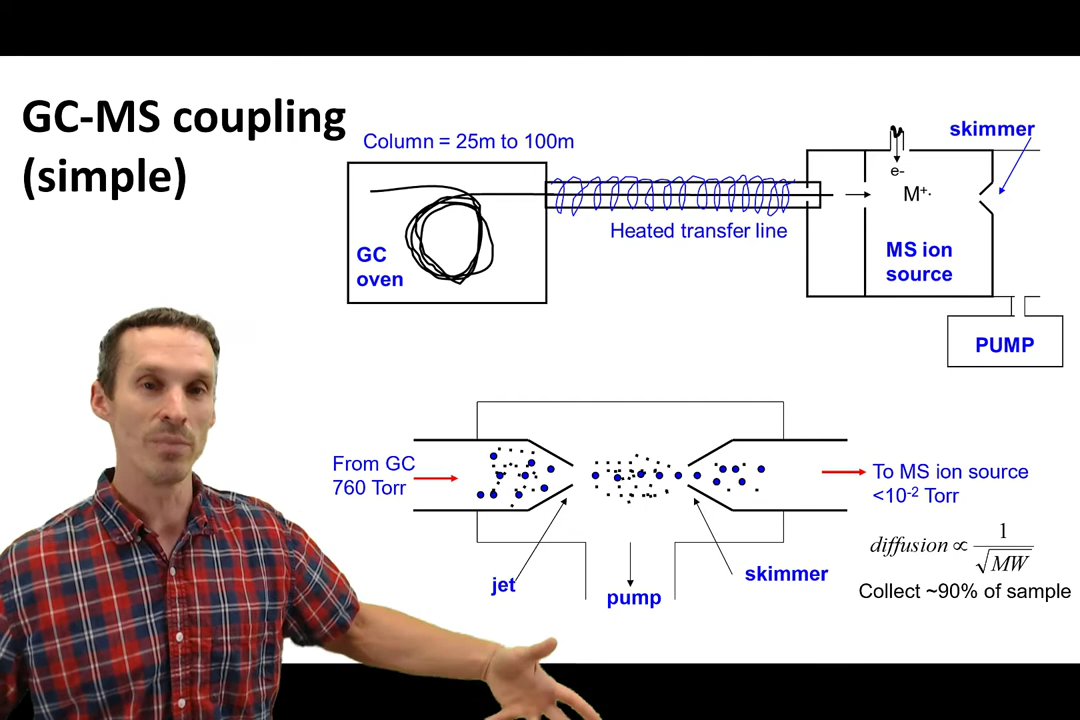 GC-MS coupling
(simple)
Column = 25m to 100m
GC
oven
Heated transfer line
e-
M+·
MS ion
source
skimmer
PUMP
From GC
760 Torr
jet
pump
skimmer
To MS ion source
<10-2 Torr
diffusion ∝ 1/√MW
Collect ~90% of sample